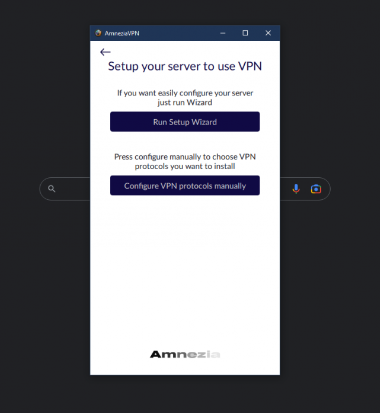 AmneziaVPN
Setup your server to use VPN
If you want easily configure your server
just run Wizard
Run Setup Wizard
Press configure manually to choose VPN
protocols you want to install
Configure VPN protocols manually
Amnezia